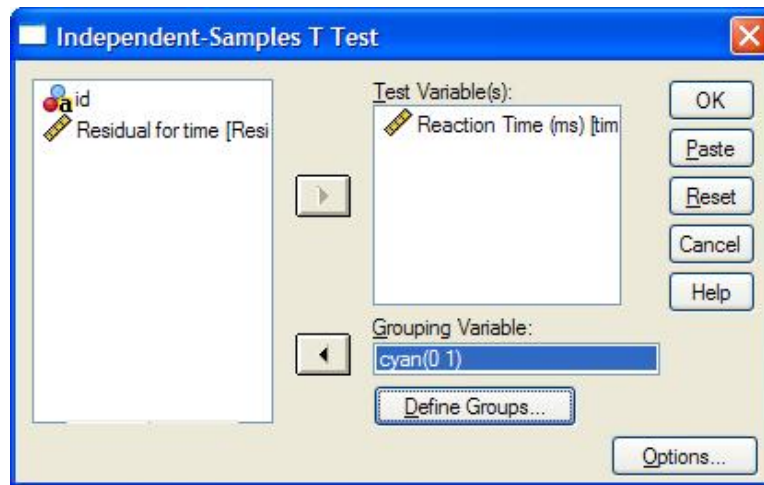 Independent-Samples T Test
a id
Residual for time [Resi
Test Variable(s):
Reaction Time (ms) [tim
Grouping Variable:
cyan(0 1)
Define Groups...
OK
Paste
Reset
Cancel
Help
Options...